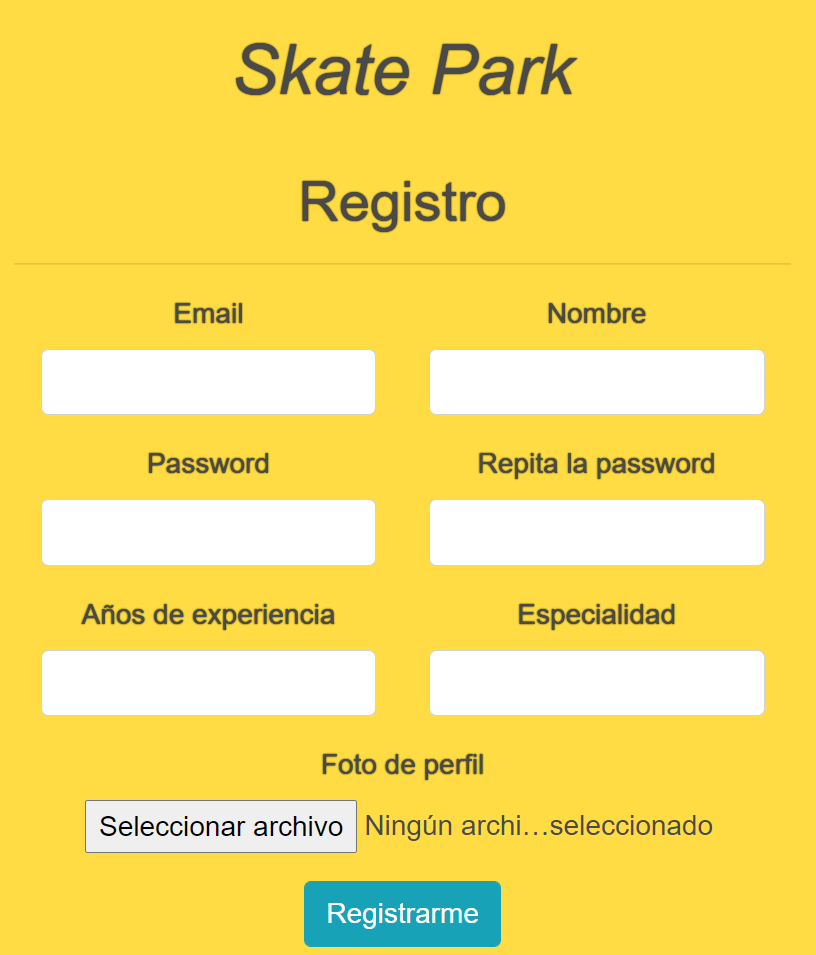 Skate Park
Registro
Email
Nombre
Password
Repita la password
Años de experiencia
Especialidad
Foto de perfil
Seleccionar archivo Ningún archi…seleccionado
Registrarme